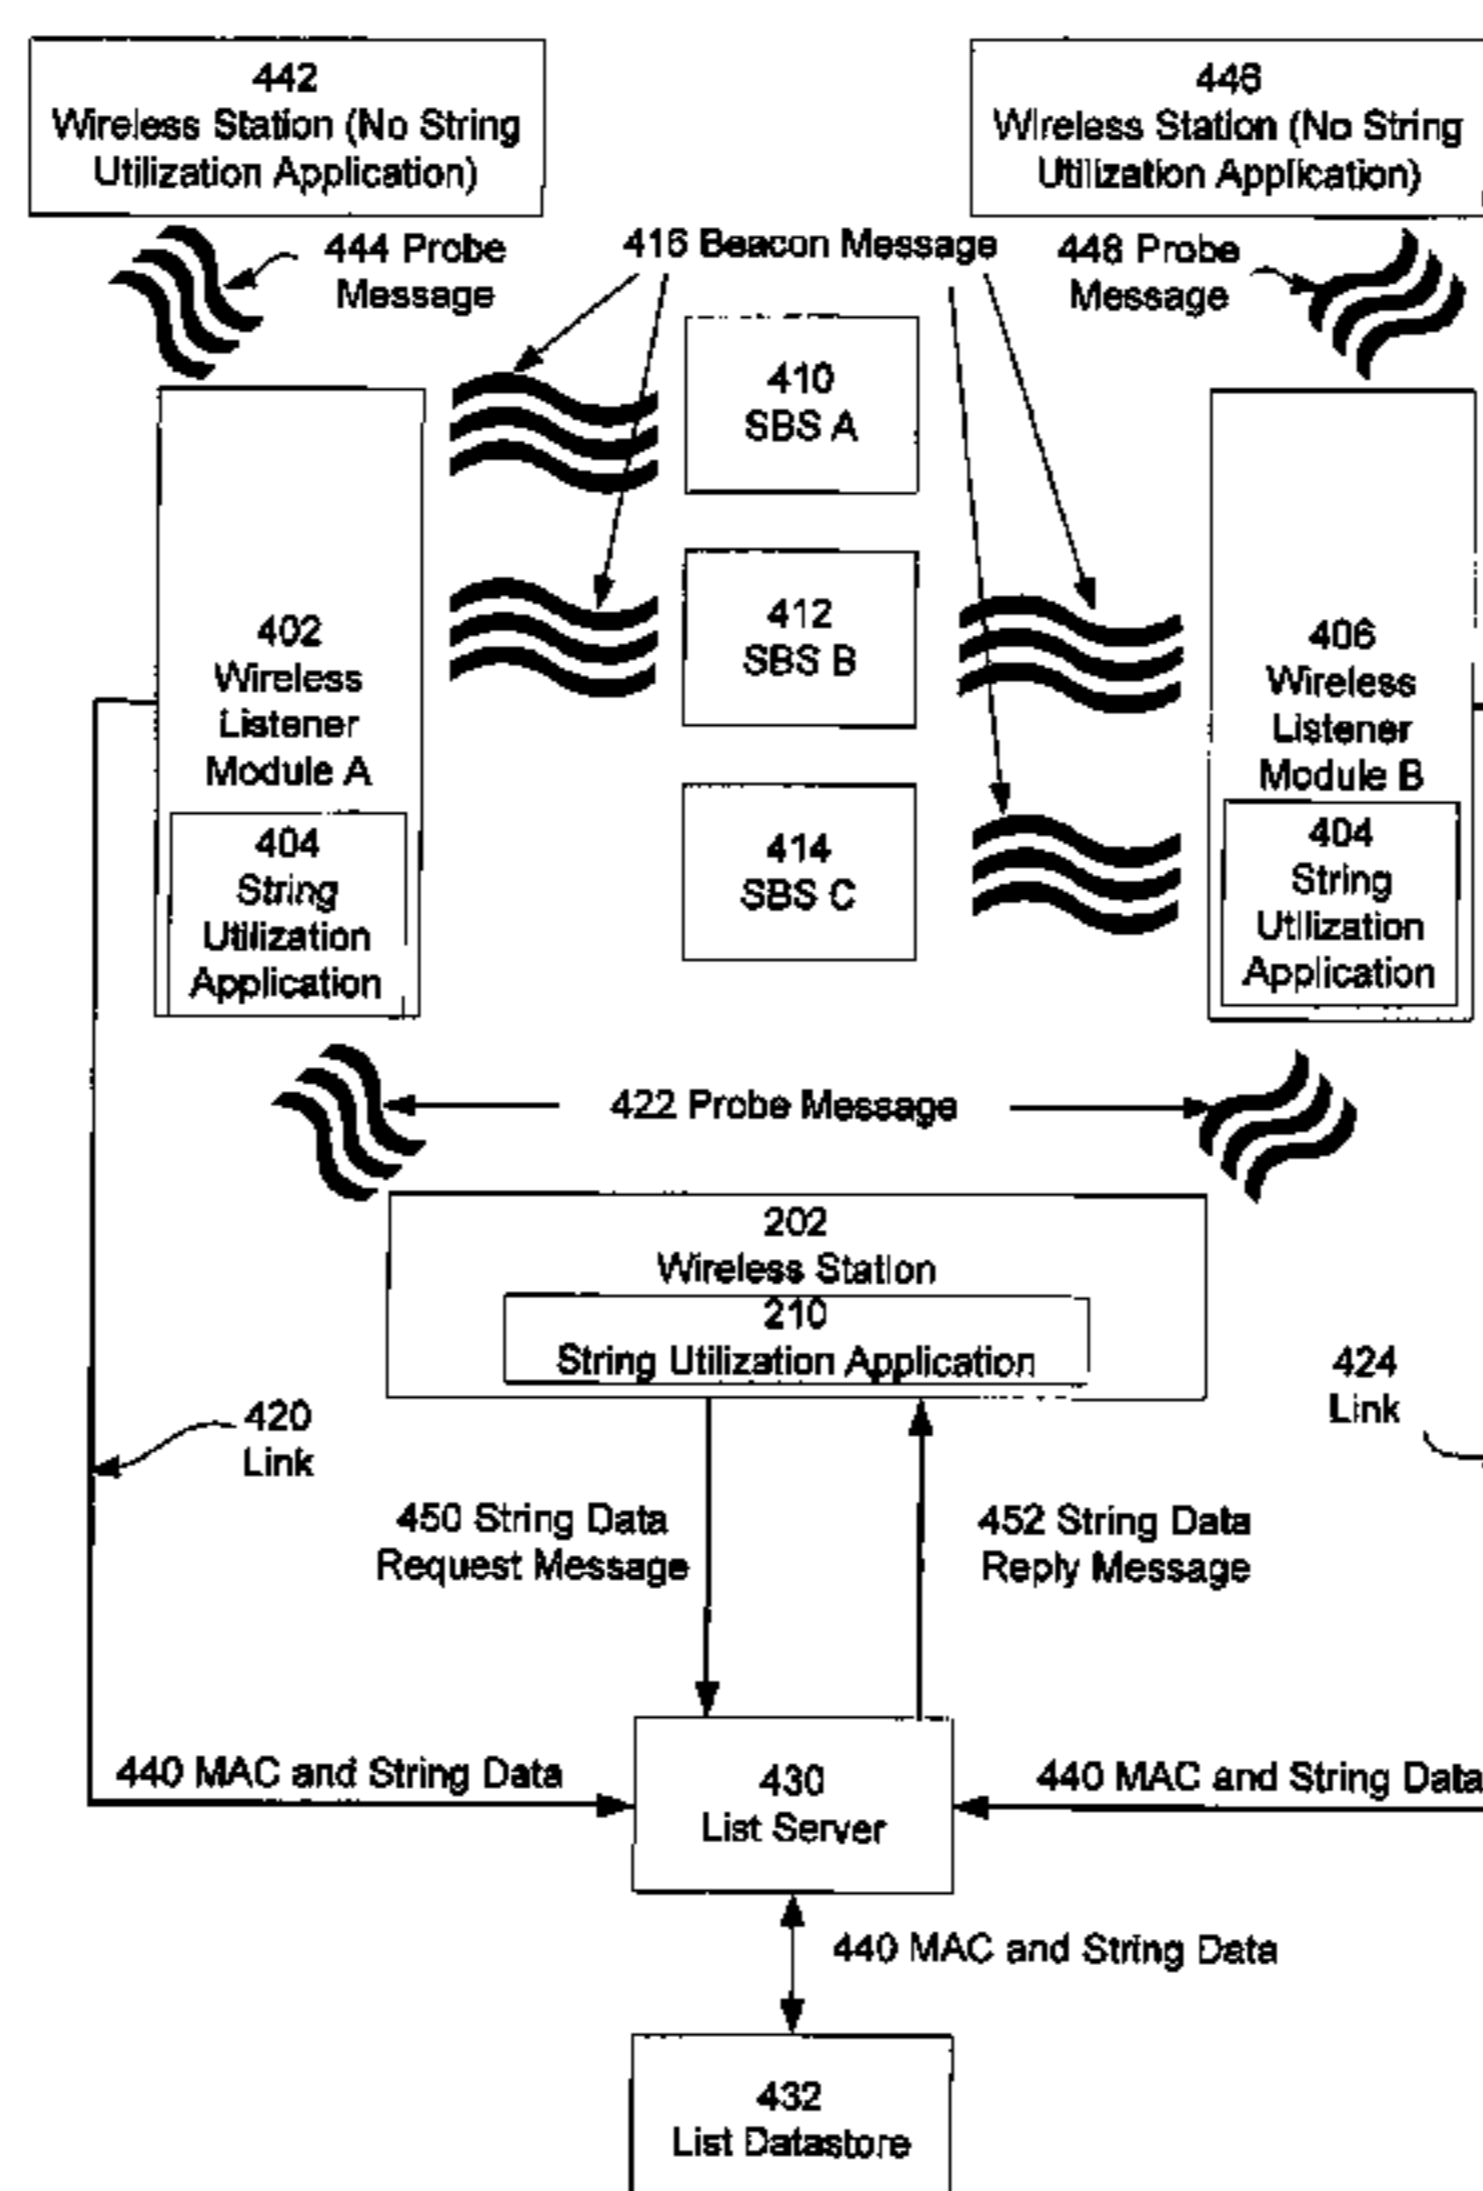 442
Wireless Station (No String
Utilization Application)
446
Wireless Station (No String
Utilization Application)
444 Probe
Message
416 Beacon Message
448 Probe
Message
410
SBS A
412
SBS B
414
SBS C
402
Wireless
Listener
Module A
404
String
Utilization
Application
406
Wireless
Listener
Module B
404
String
Utilization
Application
422 Probe Message
202
Wireless Station
210
String Utilization Application
420
Link
424
Link
450 String Data
Request Message
452 String Data
Reply Message
440 MAC and String Data
430
List Server
440 MAC and String Data
440 MAC and String Data
432
List Datastore